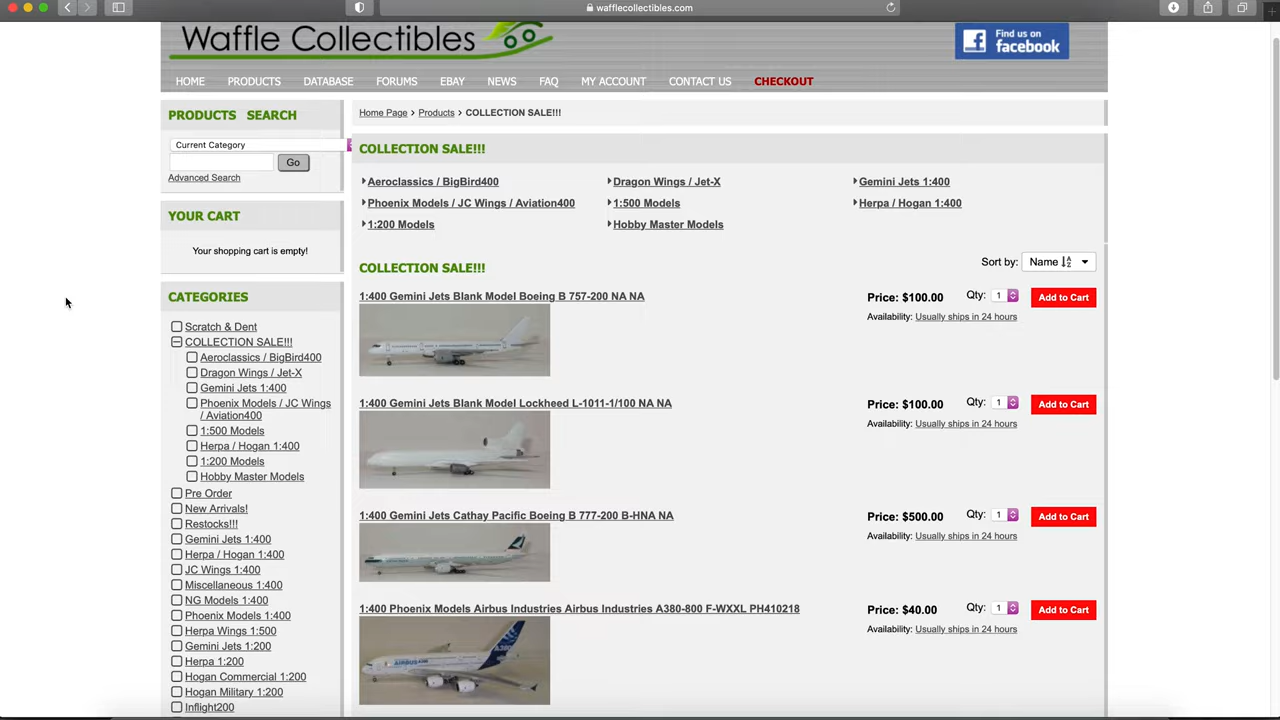 wafflecollectibles.com
Waffle Collectibles
Find us on
facebook
HOME PRODUCTS DATABASE FORUMS EBAY NEWS FAQ MY ACCOUNT CONTACT US CHECKOUT
PRODUCTS SEARCH
Current Category
Go
Advanced Search
YOUR CART
Your shopping cart is empty!
CATEGORIES
Scratch & Dent
COLLECTION SALE!!!
Aeroclassics / BigBird400
Dragon Wings / Jet-X
Gemini Jets 1:400
Phoenix Models / JC Wings
/ Aviation400
1:500 Models
Herpa / Hogan 1:400
1:200 Models
Hobby Master Models
Pre Order
New Arrivals!
Restocks!!!
Gemini Jets 1:400
Herpa / Hogan 1:400
JC Wings 1:400
Miscellaneous 1:400
NG Models 1:400
Phoenix Models 1:400
Herpa Wings 1:500
Gemini Jets 1:200
Herpa 1:200
Hogan Commercial 1:200
Hogan Military 1:200
Inflight200
Home Page > Products > COLLECTION SALE!!!
COLLECTION SALE!!!
Aeroclassics / BigBird400 Dragon Wings / Jet-X Gemini Jets 1:400
Phoenix Models / JC Wings / Aviation400 1:500 Models Herpa / Hogan 1:400
1:200 Models Hobby Master Models
COLLECTION SALE!!! Sort by: Name
1:400 Gemini Jets Blank Model Boeing B 757-200 NA NA Price: $100.00 Qty: 1 Add to Cart
Availability: Usually ships in 24 hours
1:400 Gemini Jets Blank Model Lockheed L-1011-1/100 NA NA Price: $100.00 Qty: 1 Add to Cart
Availability: Usually ships in 24 hours
1:400 Gemini Jets Cathay Pacific Boeing B 777-200 B-HNA NA Price: $500.00 Qty: 1 Add to Cart
Availability: Usually ships in 24 hours
1:400 Phoenix Models Airbus Industries Airbus Industries A380-800 F-WXXL PH410218 Price: $40.00 Qty: 1 Add to Cart
Availability: Usually ships in 24 hours
AIRBUS